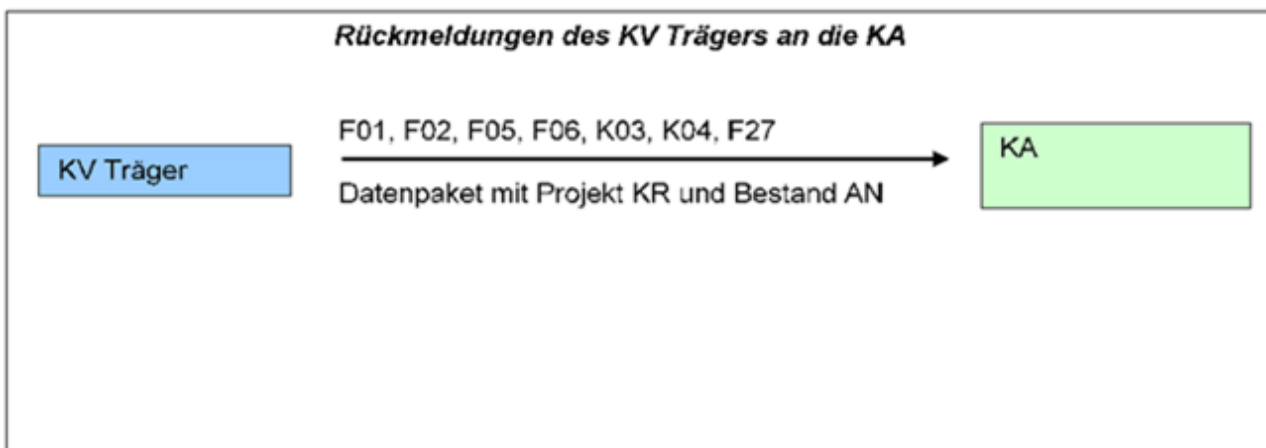 Rückmeldungen des KV Trägers an die KA
F01, F02, F05, F06, K03, K04, F27
KV Träger
KA
Datenpaket mit Projekt KR und Bestand AN